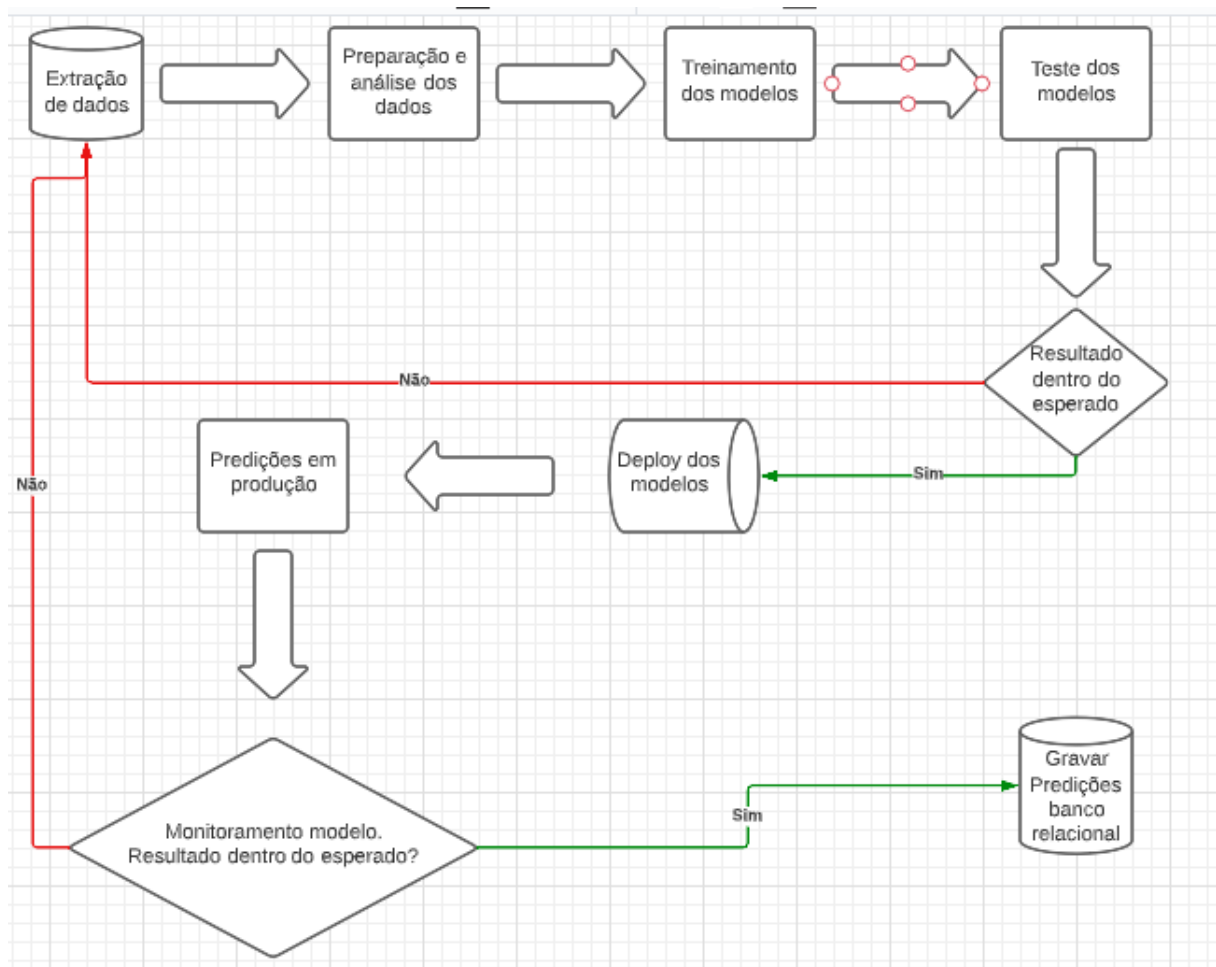 Extração
de dados
Preparação e
análise dos
dados
Treinamento
dos modelos
Teste dos
modelos
Resultado
dentro do
esperado
Não
Sim
Deploy dos
modelos
Predições em
produção
Não
Monitoramento modelo.
Resultado dentro do esperado?
Sim
Gravar
Predições
banco
relacional